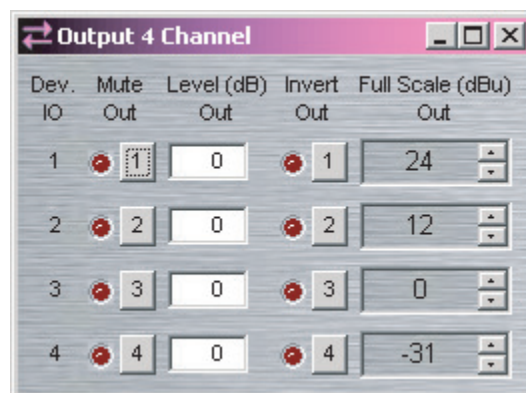 Output 4 Channel
Dev. Mute Level (dB) Invert Full Scale (dBu)
IO Out Out Out Out
1 1 0 1 24
2 2 0 2 12
3 3 0 3 0
4 4 0 4 -31